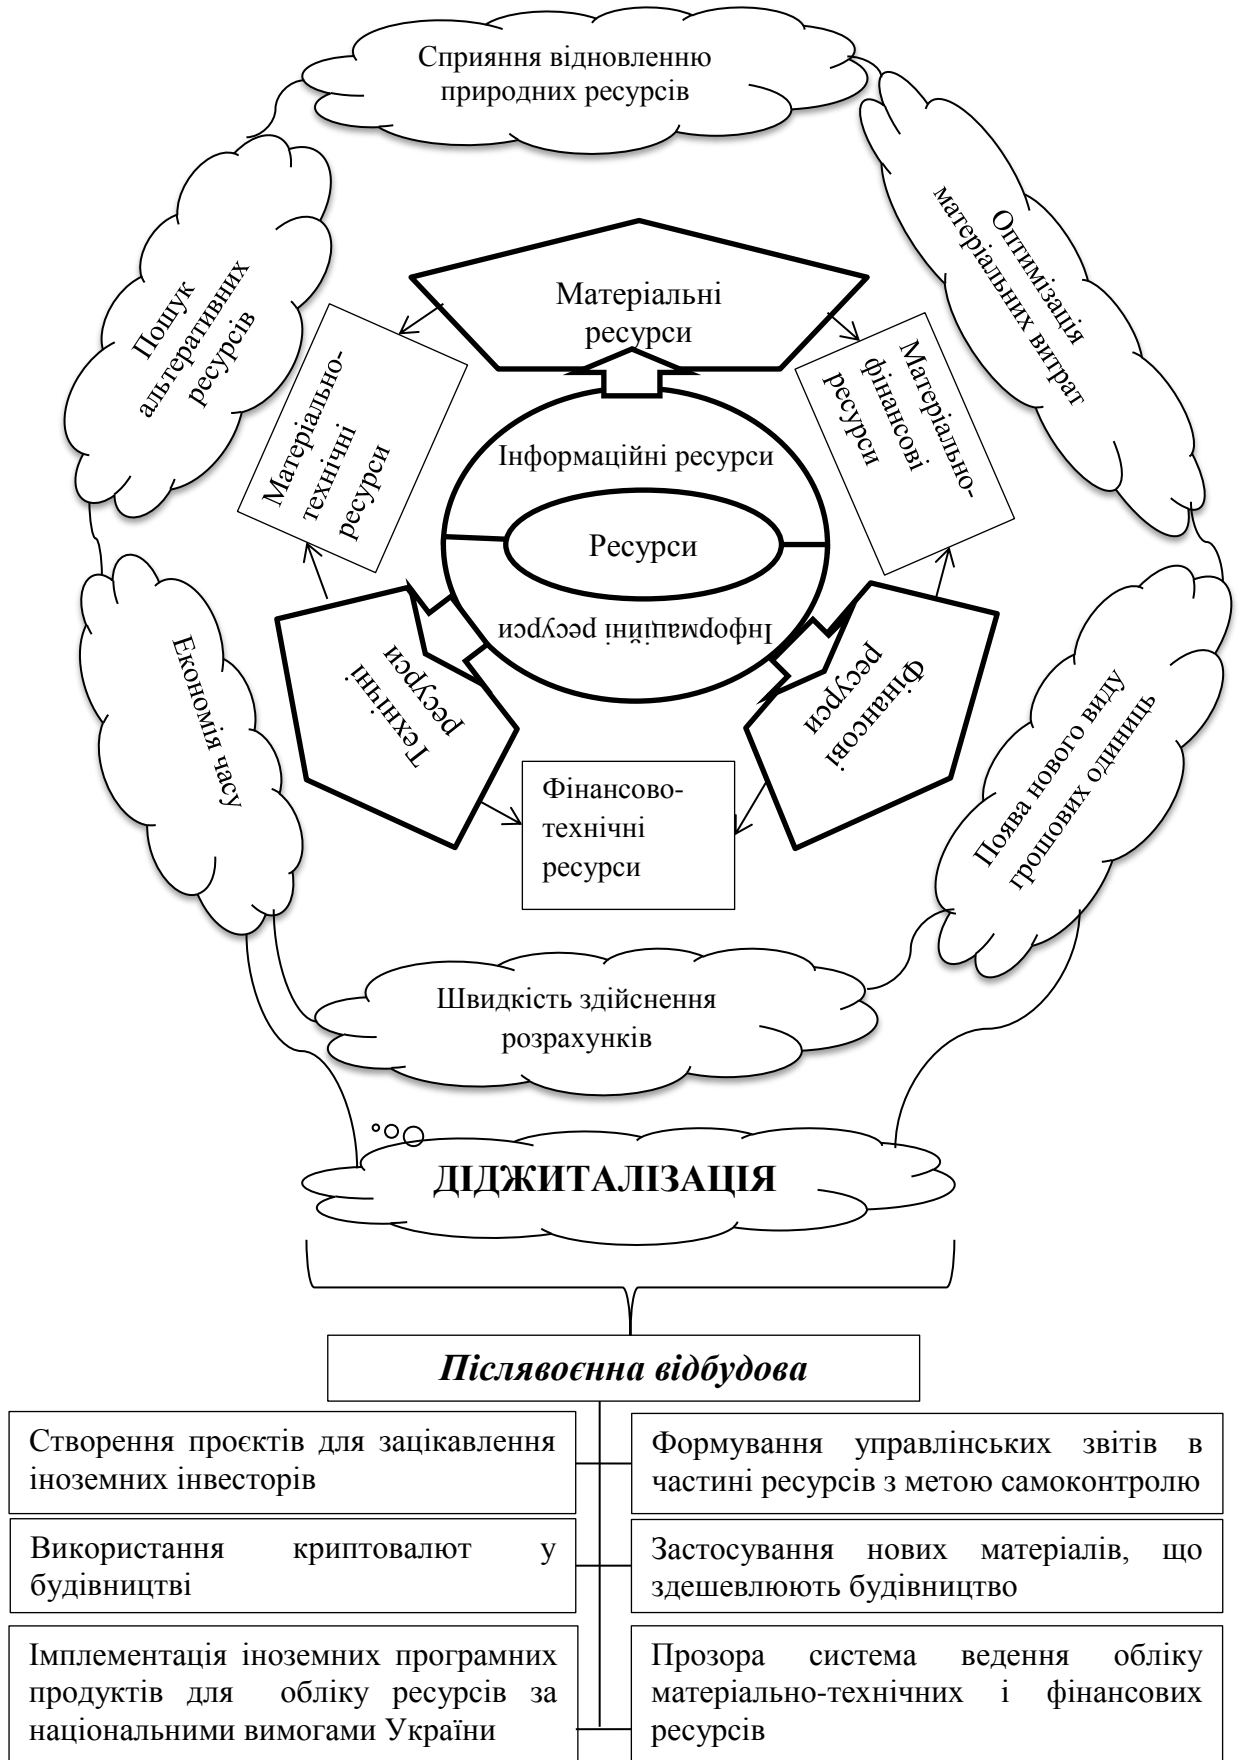 Сприяння відновленню
природних ресурсів
Пошук
альтеративних
ресурсів
Оптимізація
матеріальних витрат
Матеріальні
ресурси
Матеріально-
технічні
ресурси
Матеріально-
фінансові
ресурси
Інформаційні ресурси
Ресурси
Інформаційні ресурси
Технічні
ресурси
Фінансові
ресурси
Економія часу
Поява нового виду
грошових одиниць
Фінансово-
технічні
ресурси
Швидкість здійснення
розрахунків
ДІДЖИТАЛІЗАЦІЯ
Післявоєнна відбудова
Створення проєктів для зацікавлення
іноземних інвесторів
Формування управлінських звітів в
частині ресурсів з метою самоконтролю
Використання криптовалют у
будівництві
Застосування нових матеріалів, що
здешевлюють будівництво
Імплементація іноземних програмних
продуктів для обліку ресурсів за
національними вимогами України
Прозора система ведення обліку
матеріально-технічних і фінансових
ресурсів